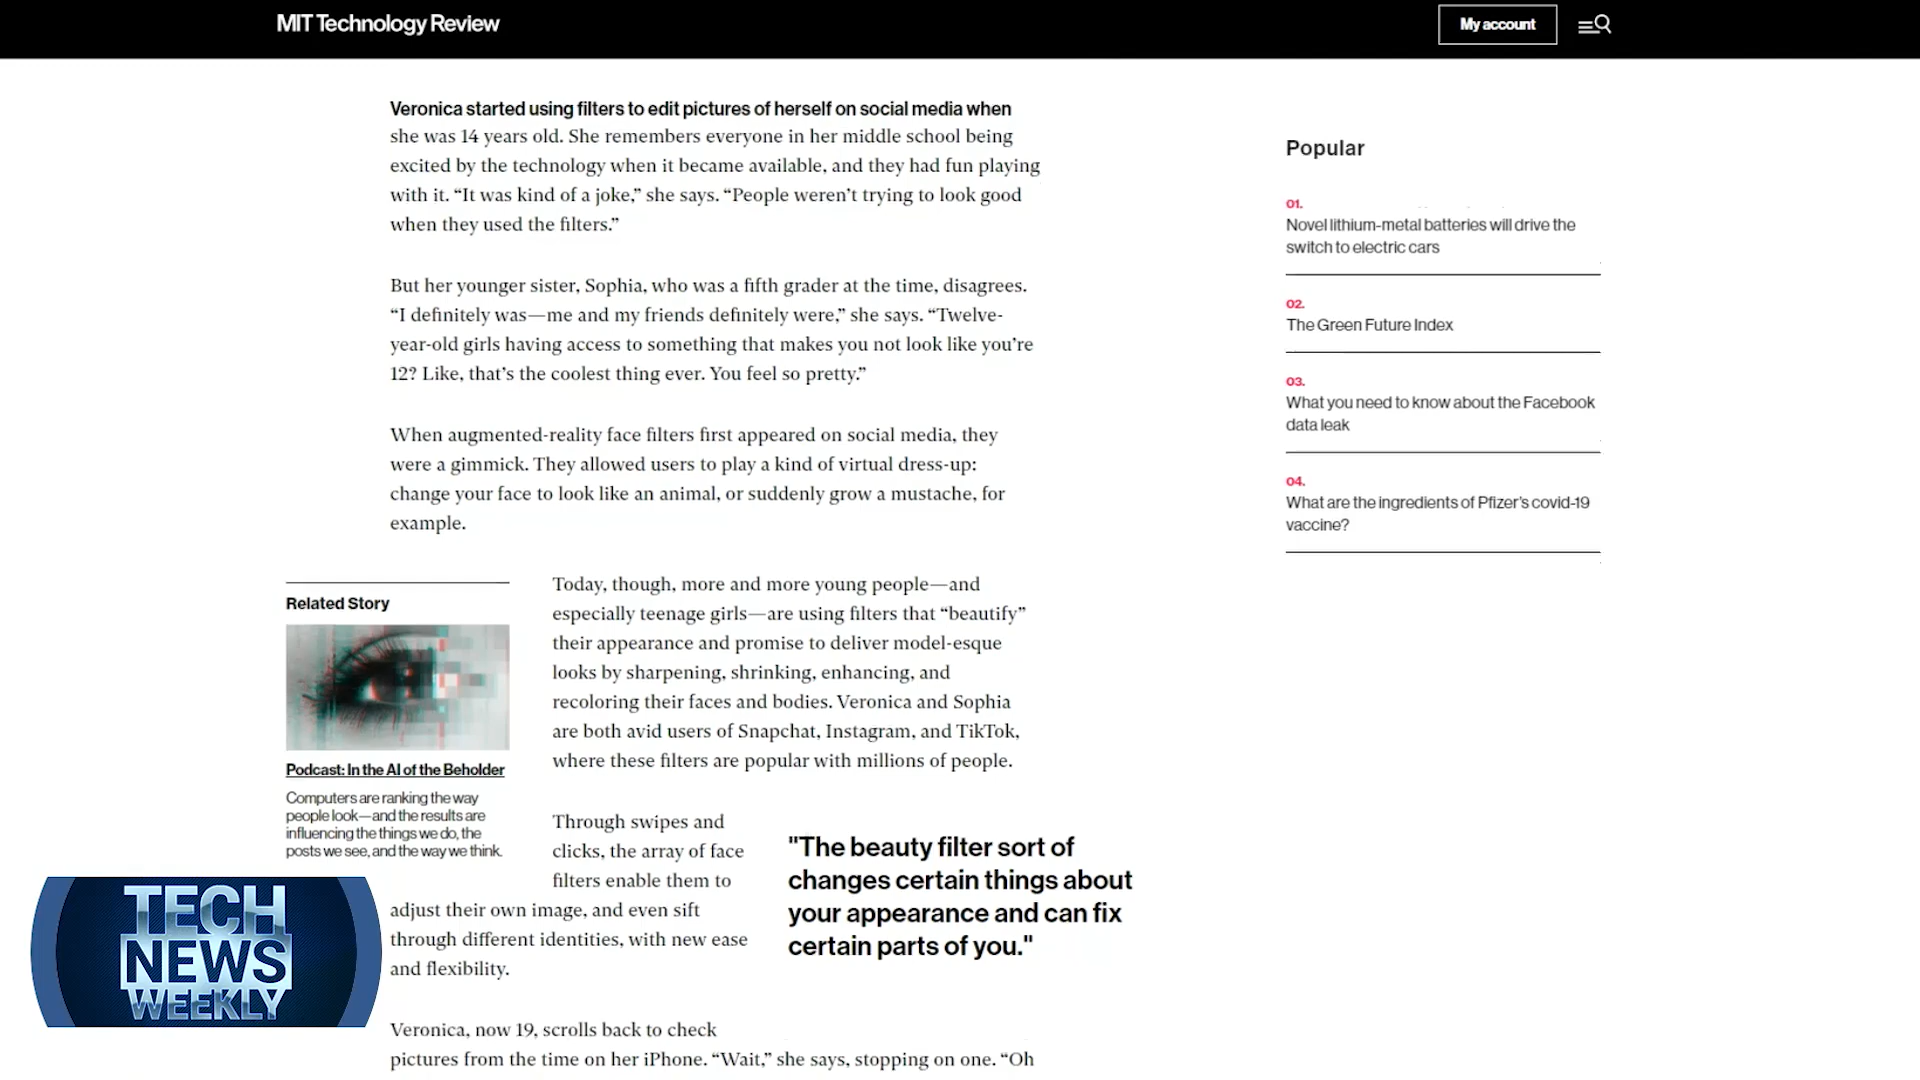 MIT Technology Review
My account
Veronica started using filters to edit pictures of herself on social media when
she was 14 years old. She remembers everyone in her middle school being
excited by the technology when it became available, and they had fun playing
with it. “It was kind of a joke,” she says. “People weren’t trying to look good
when they used the filters.”
But her younger sister, Sophia, who was a fifth grader at the time, disagrees.
“I definitely was—me and my friends definitely were,” she says. “Twelve-
year-old girls having access to something that makes you not look like you’re
12? Like, that’s the coolest thing ever. You feel so pretty.”
When augmented-reality face filters first appeared on social media, they
were a gimmick. They allowed users to play a kind of virtual dress-up:
change your face to look like an animal, or suddenly grow a mustache, for
example.
Related Story
Podcast: In the AI of the Beholder
Computers are ranking the way
people look—and the results are
influencing the things we do, the
posts we see, and the way we think.
Today, though, more and more young people—and
especially teenage girls—are using filters that “beautify”
their appearance and promise to deliver model-esque
looks by sharpening, shrinking, enhancing, and
recoloring their faces and bodies. Veronica and Sophia
are both avid users of Snapchat, Instagram, and TikTok,
where these filters are popular with millions of people.
Through swipes and
clicks, the array of face
filters enable them to
adjust their own image, and even sift
through different identities, with new ease
and flexibility.
"The beauty filter sort of
changes certain things about
your appearance and can fix
certain parts of you."
Veronica, now 19, scrolls back to check
pictures from the time on her iPhone. “Wait,” she says, stopping on one. “Oh
Popular
01.
Novel lithium-metal batteries will drive the
switch to electric cars
02.
The Green Future Index
03.
What you need to know about the Facebook
data leak
04.
What are the ingredients of Pfizer’s covid-19
vaccine?
TECH
NEWS
WEEKLY